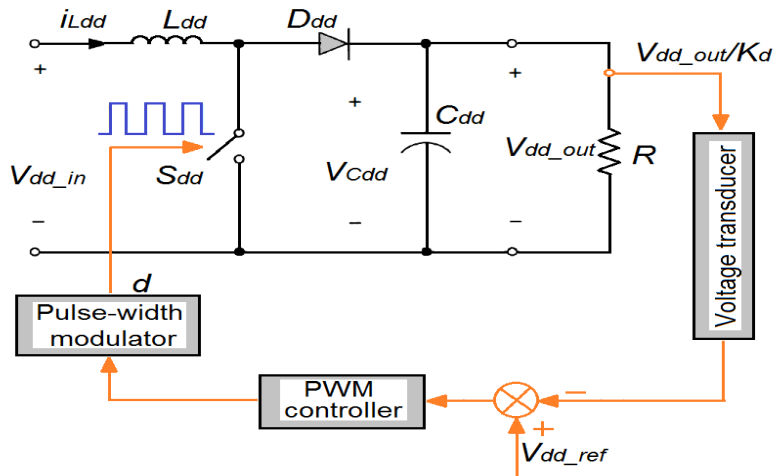 iLdd
Ldd
Ddd
Vdd_out/Kd
+
+
+
Cdd
Vdd_in
Sdd
VCdd
Vdd_out
R
Voltage transducer
−
−
−
d
Pulse-width
modulator
PWM
controller
−
+
Vdd_ref